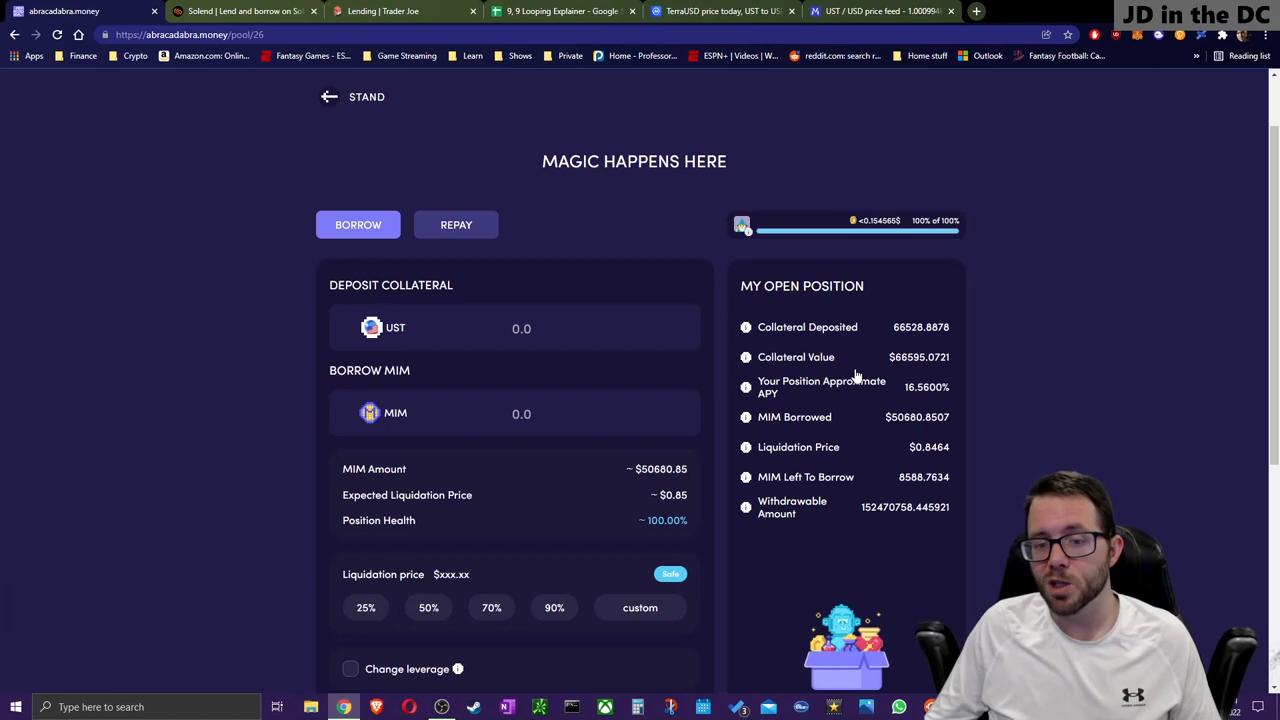 JD in the DC
abracadabra.money
Solend | Lend and borrow on Sol
Lending | Trader Joe
9, 9 Looping Explainer - Google S
TerraUSD price today, UST to US
UST / USD price feed - 1.0009948
https://abracadabra.money/pool/26
Apps
Finance
Crypto
Amazon.com: Onli...
Fantasy Games - ES...
Game Streaming
Learn
Shows
Private
Home - Professor...
ESPN+ | Videos | W...
reddit.com: search r...
Home stuff
Outlook
Fantasy Football: Ca...
»
Reading list
STAND
MAGIC HAPPENS HERE
BORROW
REPAY
<0.154565$ 100% of 100%
DEPOSIT COLLATERAL
UST 0.0
BORROW MIM
MIM 0.0
MIM Amount ~ $50680.85
Expected Liquidation Price ~ $0.85
Position Health ~ 100.00%
Liquidation price $xxx.xx Safe
25% 50% 70% 90% custom
Change leverage
MY OPEN POSITION
Collateral Deposited 66528.8878
Collateral Value $66595.0721
Your Position Approximate
APY 16.5600%
MIM Borrowed $50680.8507
Liquidation Price $0.8464
MIM Left To Borrow 8588.7634
Withdrawable
Amount 152470758.445921
Type here to search